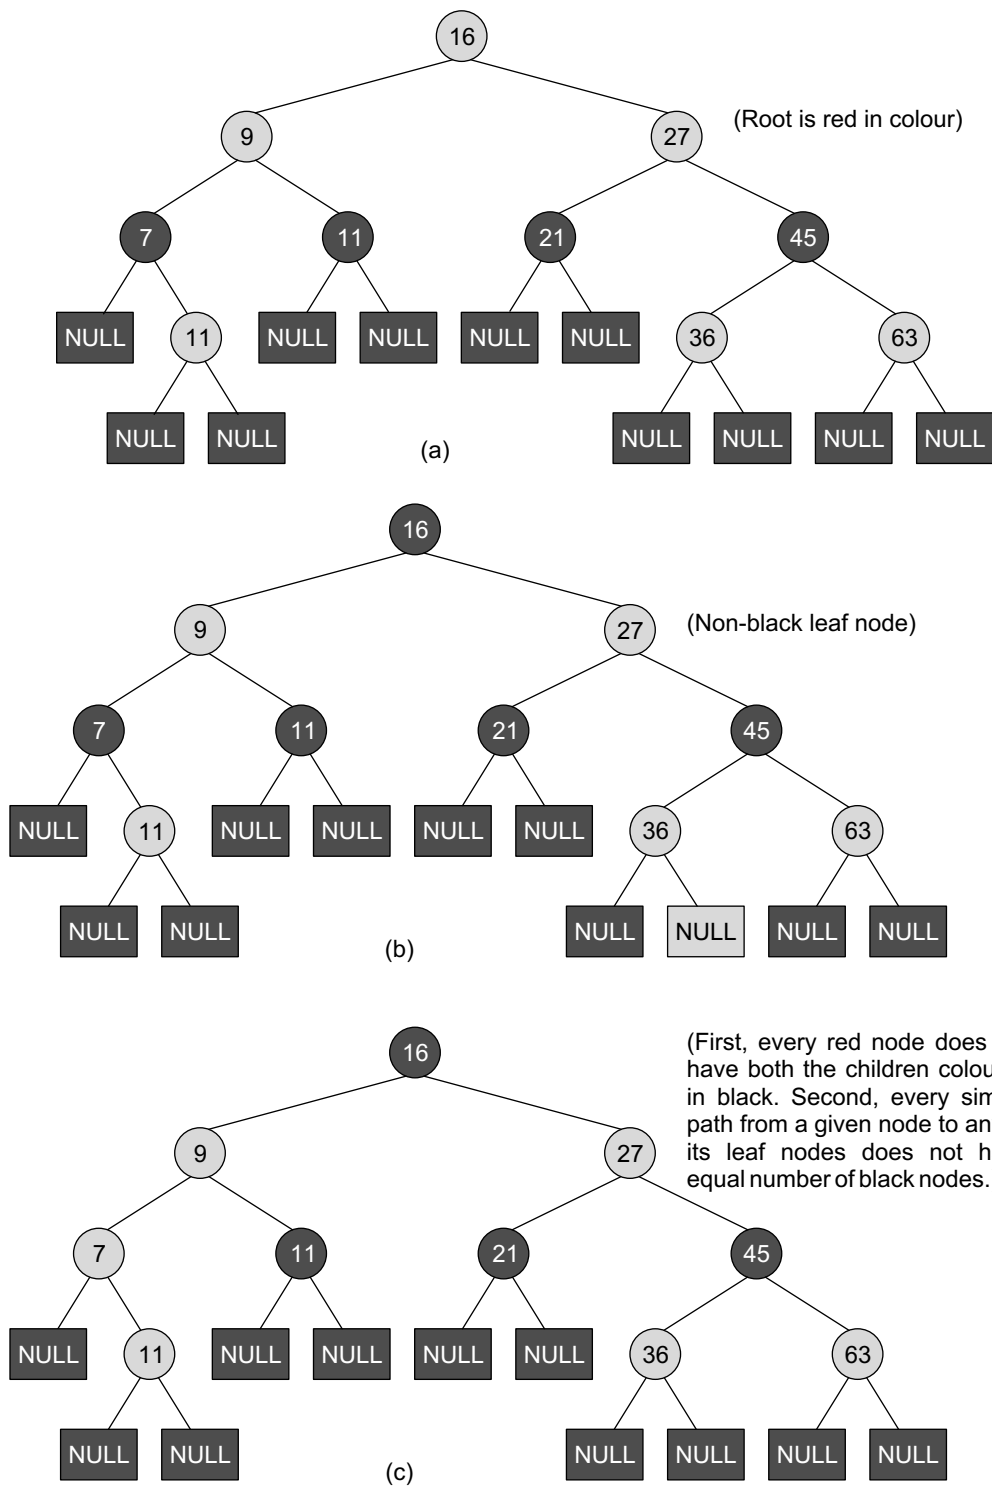 16
9 27 (Root is red in colour)
7 11 21 45
NULL 11 NULL NULL NULL NULL 36 63
NULL NULL NULL NULL NULL NULL
(a)
16
9 27 (Non-black leaf node)
7 11 21 45
NULL 11 NULL NULL NULL NULL 36 63
NULL NULL NULL NULL NULL NULL
(b)
16
(First, every red node does
have both the children colou
in black. Second, every sim
path from a given node to an
its leaf nodes does not h
equal number of black nodes.
9 27
7 11 21 45
NULL 11 NULL NULL NULL NULL 36 63
NULL NULL NULL NULL NULL NULL
(c)